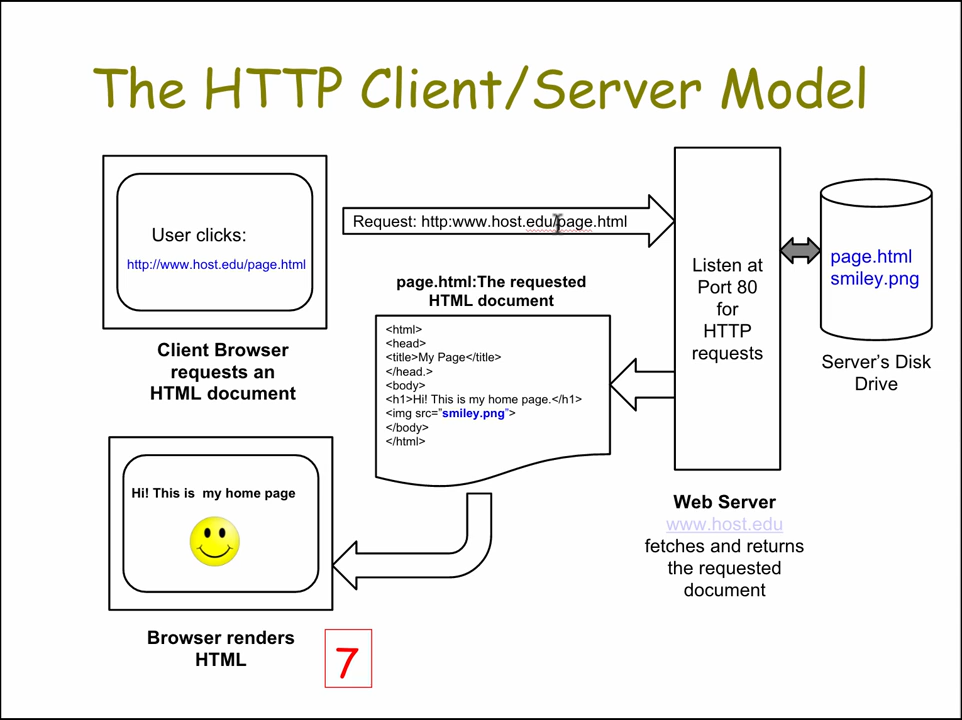 The HTTP Client/Server Model
User clicks:
http://www.host.edu/page.html
Client Browser
requests an
HTML document
Request: http:www.host.edu/page.html
page.html:The requested
HTML document
<html>
<head>
<title>My Page</title>
</head.>
<body>
<h1>Hi! This is my home page.</h1>
<img src="smiley.png">
</body>
</html>
Listen at
Port 80
for
HTTP
requests
page.html
smiley.png
Server's Disk
Drive
Web Server
www.host.edu
fetches and returns
the requested
document
Hi! This is my home page
Browser renders
HTML
7